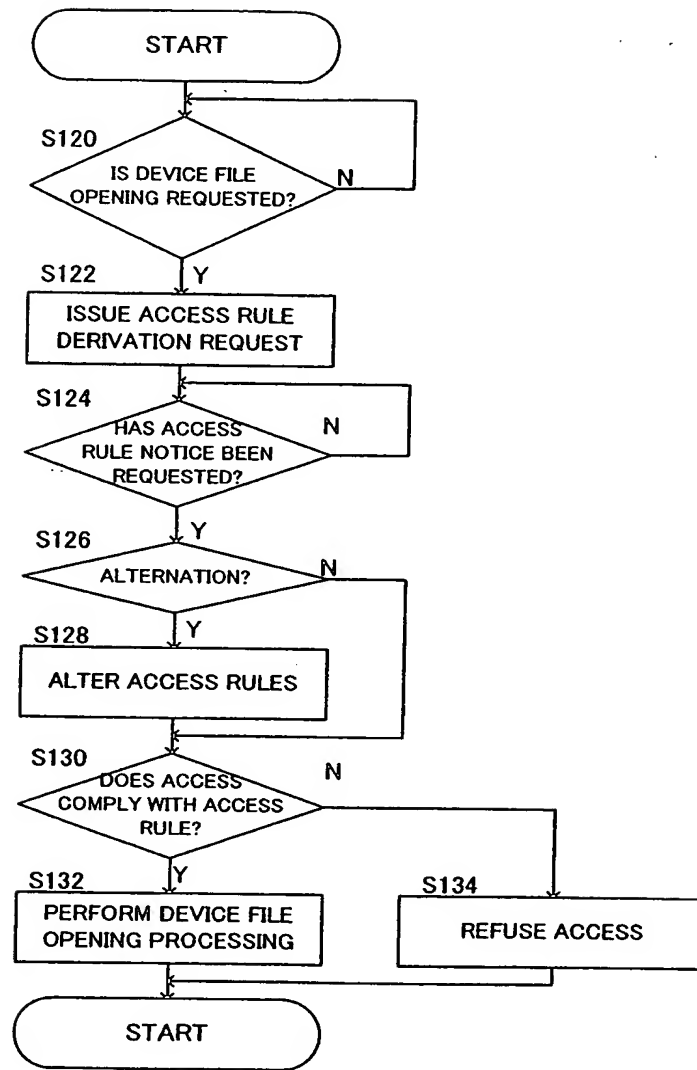 START
S120
IS DEVICE FILE
OPENING REQUESTED?
N
Y
S122
ISSUE ACCESS RULE
DERIVATION REQUEST
S124
HAS ACCESS
RULE NOTICE BEEN
REQUESTED?
N
Y
S126
ALTERNATION?
N
Y
S128
ALTER ACCESS RULES
S130
DOES ACCESS
COMPLY WITH ACCESS
RULE?
N
Y
S132
PERFORM DEVICE FILE
OPENING PROCESSING
S134
REFUSE ACCESS
START